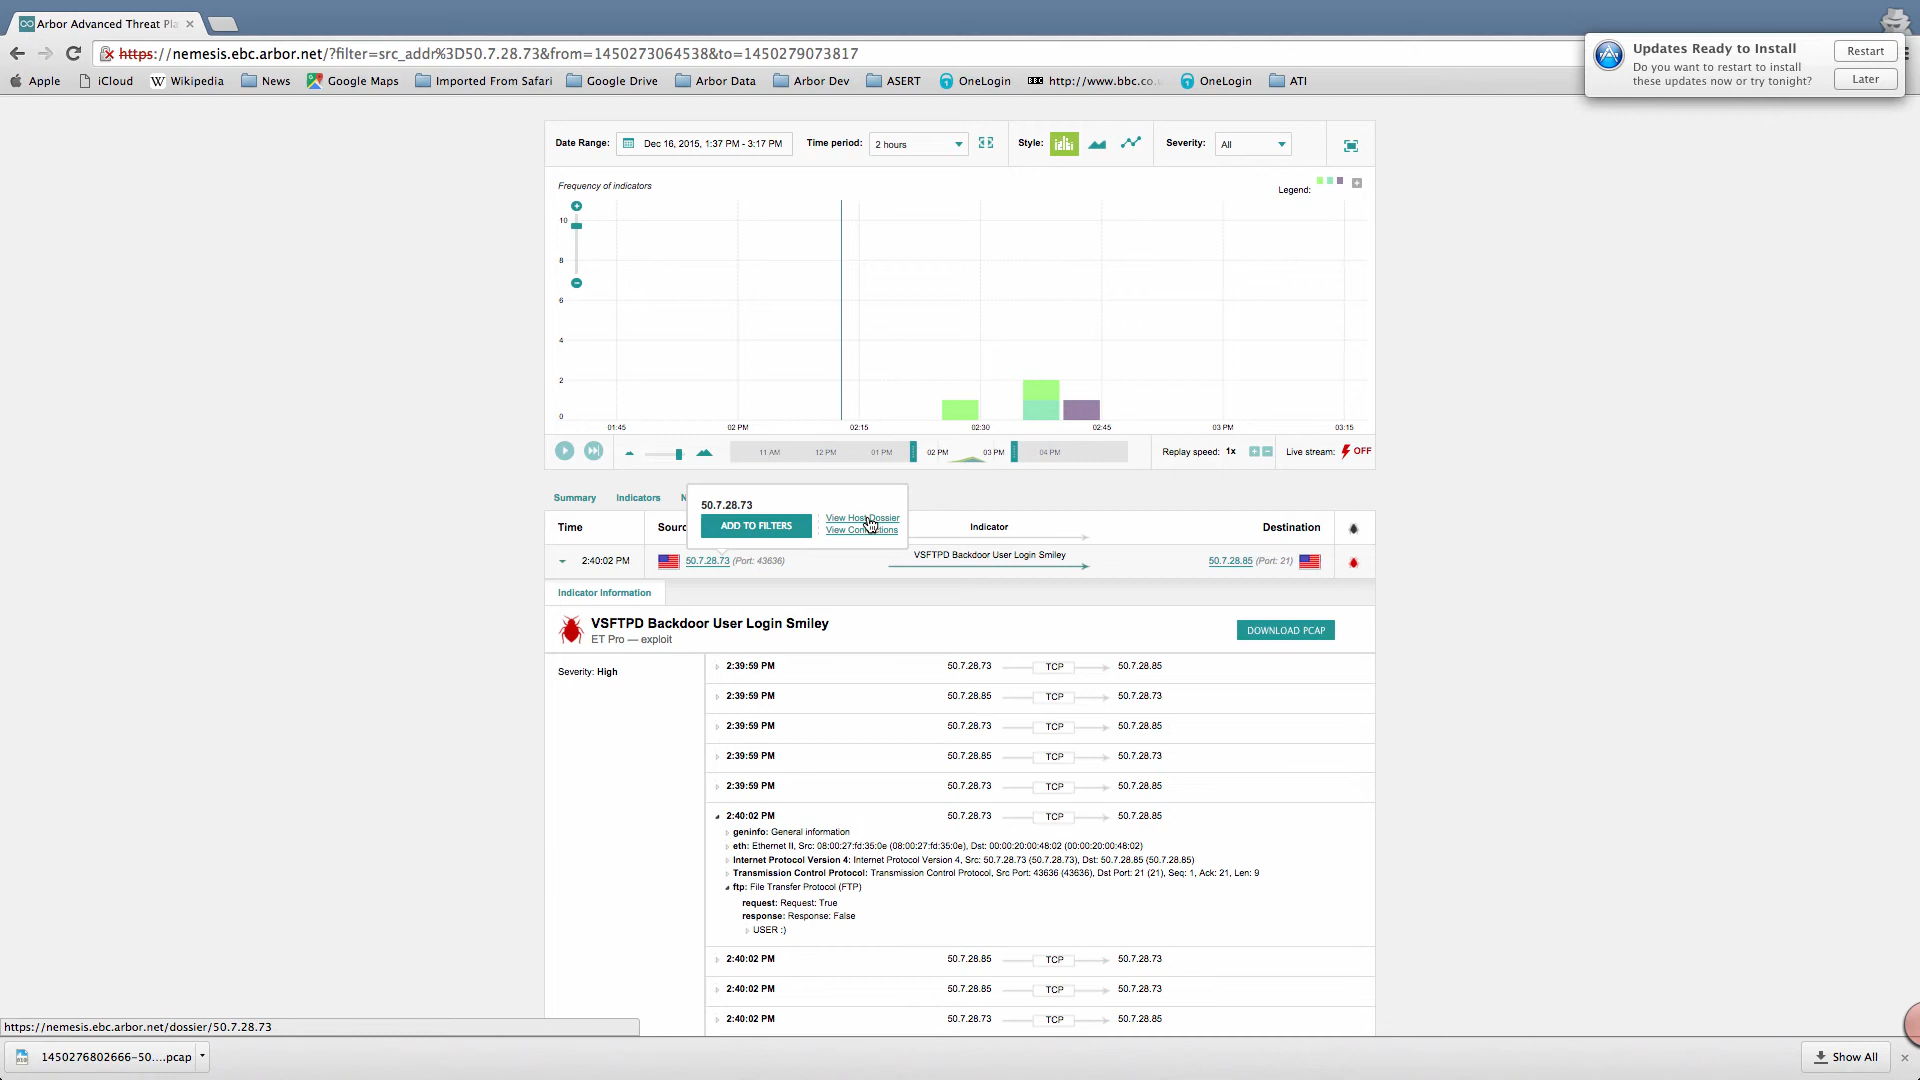 Arbor Advanced Threat Pla
https://nemesis.ebc.arbor.net/?filter=src_addr%3D50.7.28.73&from=1450273064538&to=1450279073817
Apple iCloud Wikipedia News Google Maps Imported From Safari Google Drive Arbor Data Arbor Dev ASERT OneLogin BBC http://www.bbc.co. OneLogin ATI
Updates Ready to Install
Do you want to restart to install
these updates now or try tonight?
Restart
Later
Date Range: Dec 16, 2015, 1:37 PM - 3:17 PM Time period: 2 hours Style: Severity: All
Frequency of indicators
Legend:
10
8
6
4
2
0
01:45 02 PM 02:15 02:30 02:45 03 PM 03:15
11 AM 12 PM 01 PM 02 PM 03 PM 04 PM Replay speed: 1x Live stream: OFF
Summary Indicators N
50.7.28.73
ADD TO FILTERS
View Host Dossier
View Connections
Time Sourc Indicator Destination
2:40:02 PM 50.7.28.73 (Port: 43636) VSFTPD Backdoor User Login Smiley 50.7.28.85 (Port: 21)
Indicator Information
VSFTPD Backdoor User Login Smiley
ET Pro — exploit
DOWNLOAD PCAP
Severity: High
2:39:59 PM 50.7.28.73 TCP 50.7.28.85
2:39:59 PM 50.7.28.85 TCP 50.7.28.73
2:39:59 PM 50.7.28.73 TCP 50.7.28.85
2:39:59 PM 50.7.28.85 TCP 50.7.28.73
2:39:59 PM 50.7.28.73 TCP 50.7.28.85
2:40:02 PM 50.7.28.73 TCP 50.7.28.85
geninfo: General information
eth: Ethernet II, Src: 08:00:27:fd:35:0e (08:00:27:fd:35:0e), Dst: 00:00:20:00:48:02 (00:00:20:00:48:02)
Internet Protocol Version 4: Internet Protocol Version 4, Src: 50.7.28.73 (50.7.28.73), Dst: 50.7.28.85 (50.7.28.85)
Transmission Control Protocol: Transmission Control Protocol, Src Port: 43636 (43636), Dst Port: 21 (21), Seq: 1, Ack: 21, Len: 9
ftp: File Transfer Protocol (FTP)
request: Request: True
response: Response: False
USER :)
2:40:02 PM 50.7.28.85 TCP 50.7.28.73
2:40:02 PM 50.7.28.85 TCP 50.7.28.73
2:40:02 PM 50.7.28.73 TCP 50.7.28.85
https://nemesis.ebc.arbor.net/dossier/50.7.28.73
1450276802666-50....pcap
Show All